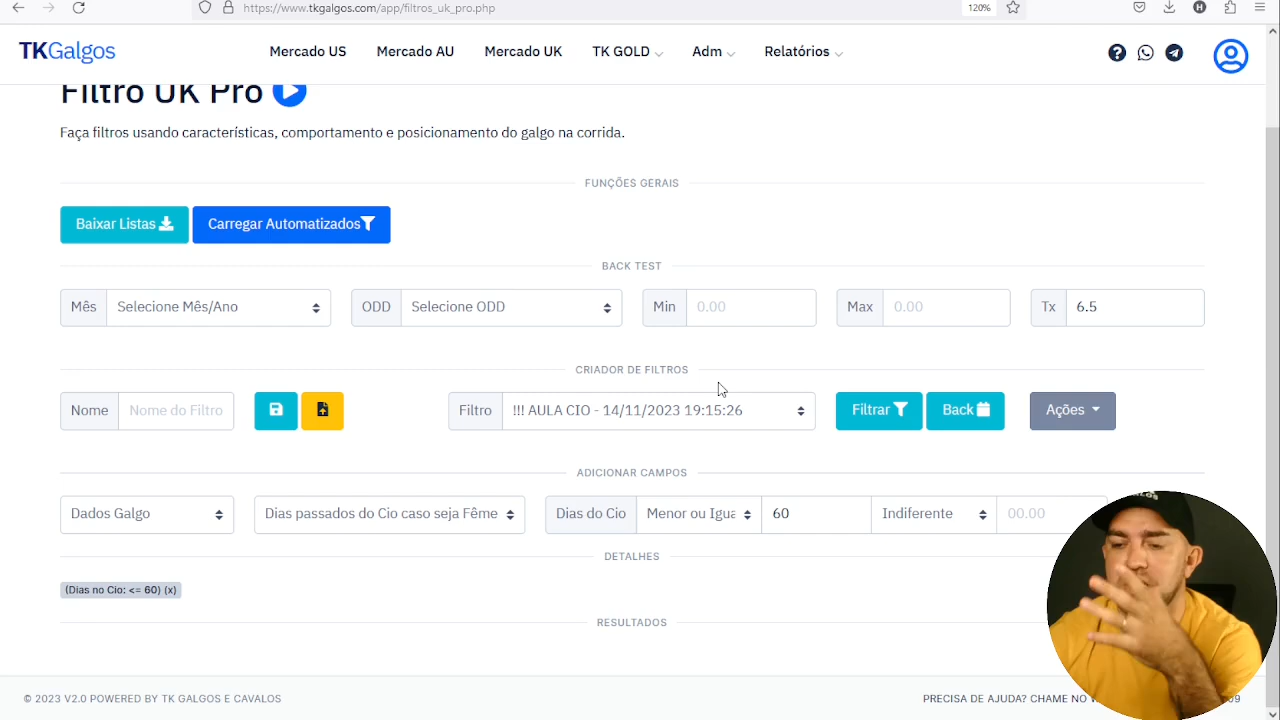 https://www.tkgalgos.com/app/filtros_uk_pro.php
120%
TKGalgos
Mercado US
Mercado AU
Mercado UK
TK GOLD
Adm
Relatórios
Filtro UK Pro
Faça filtros usando características, comportamento e posicionamento do galgo na corrida.
FUNÇÕES GERAIS
Baixar Listas
Carregar Automatizados
BACK TEST
Mês
Selecione Mês/Ano
ODD
Selecione ODD
Min
0.00
Max
0.00
Tx
6.5
CRIADOR DE FILTROS
Nome
Nome do Filtro
Filtro
!!! AULA CIO - 14/11/2023 19:15:26
Filtrar
Back
Ações
ADICIONAR CAMPOS
Dados Galgo
Dias passados do Cio caso seja Fême
Dias do Cio
Menor ou Igua
60
Indiferente
00.00
DETALHES
(Dias no Cio: <= 60) (x)
RESULTADOS
© 2023 V2.0 POWERED BY TK GALGOS E CAVALOS
PRECISA DE AJUDA? CHAME NO
09